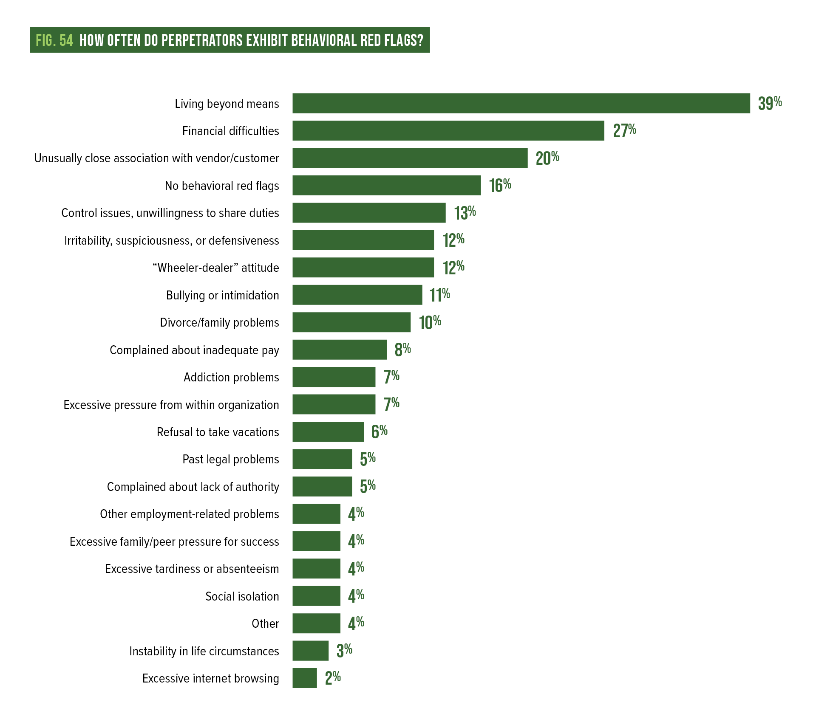 FIG. 54 HOW OFTEN DO PERPETRATORS EXHIBIT BEHAVIORAL RED FLAGS?
Living beyond means 39%
Financial difficulties 27%
Unusually close association with vendor/customer 20%
No behavioral red flags 16%
Control issues, unwillingness to share duties 13%
Irritability, suspiciousness, or defensiveness 12%
“Wheeler-dealer” attitude 12%
Bullying or intimidation 11%
Divorce/family problems 10%
Complained about inadequate pay 8%
Addiction problems 7%
Excessive pressure from within organization 7%
Refusal to take vacations 6%
Past legal problems 5%
Complained about lack of authority 5%
Other employment-related problems 4%
Excessive family/peer pressure for success 4%
Excessive tardiness or absenteeism 4%
Social isolation 4%
Other 4%
Instability in life circumstances 3%
Excessive internet browsing 2%